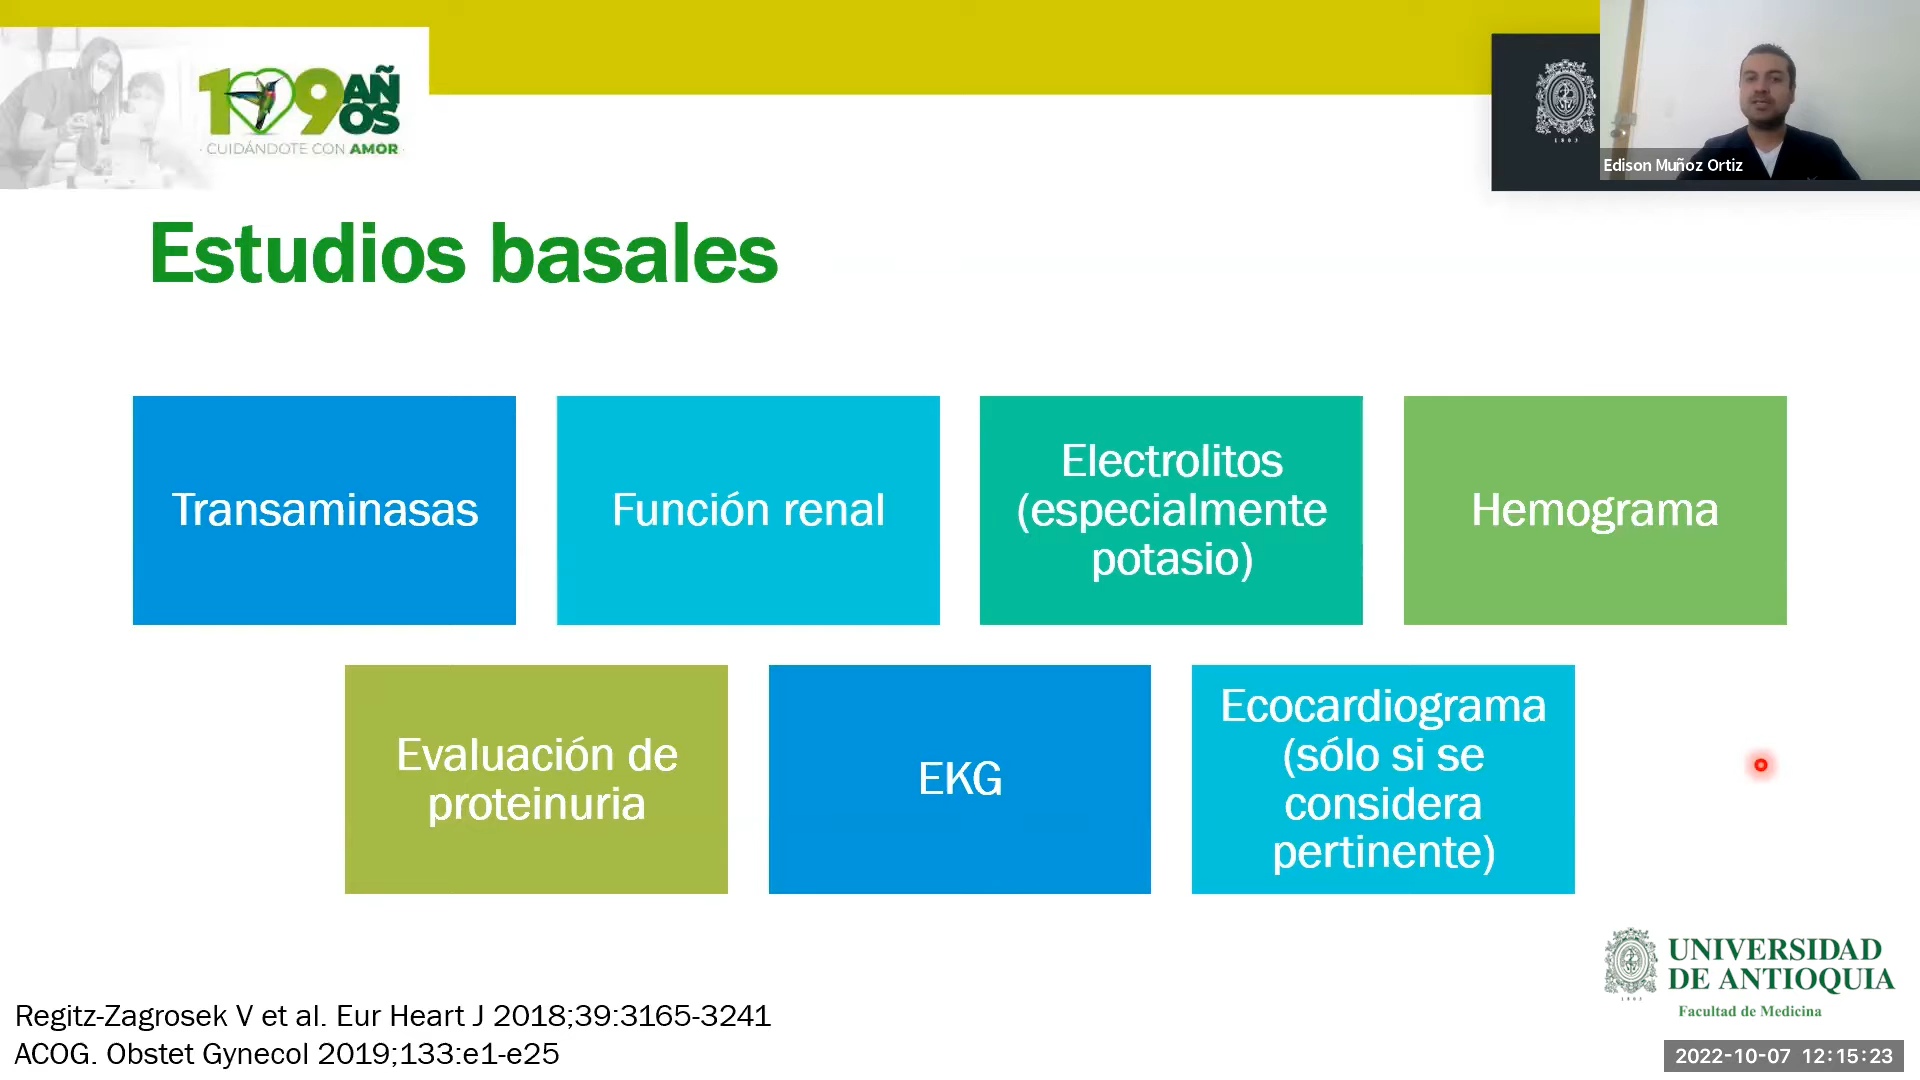 109 AÑOS
· CUIDÁNDOTE CON AMOR ·
1803
Edison Muñoz Ortiz
Estudios basales
Transaminasas
Función renal
Electrolitos
(especialmente
potasio)
Hemograma
Evaluación de
proteinuria
EKG
Ecocardiograma
(sólo si se
considera
pertinente)
UNIVERSIDAD
DE ANTIOQUIA
1803
Facultad de Medicina
Regitz-Zagrosek V et al. Eur Heart J 2018;39:3165-3241
ACOG. Obstet Gynecol 2019;133:e1-e25
2022-10-07 12:15:23